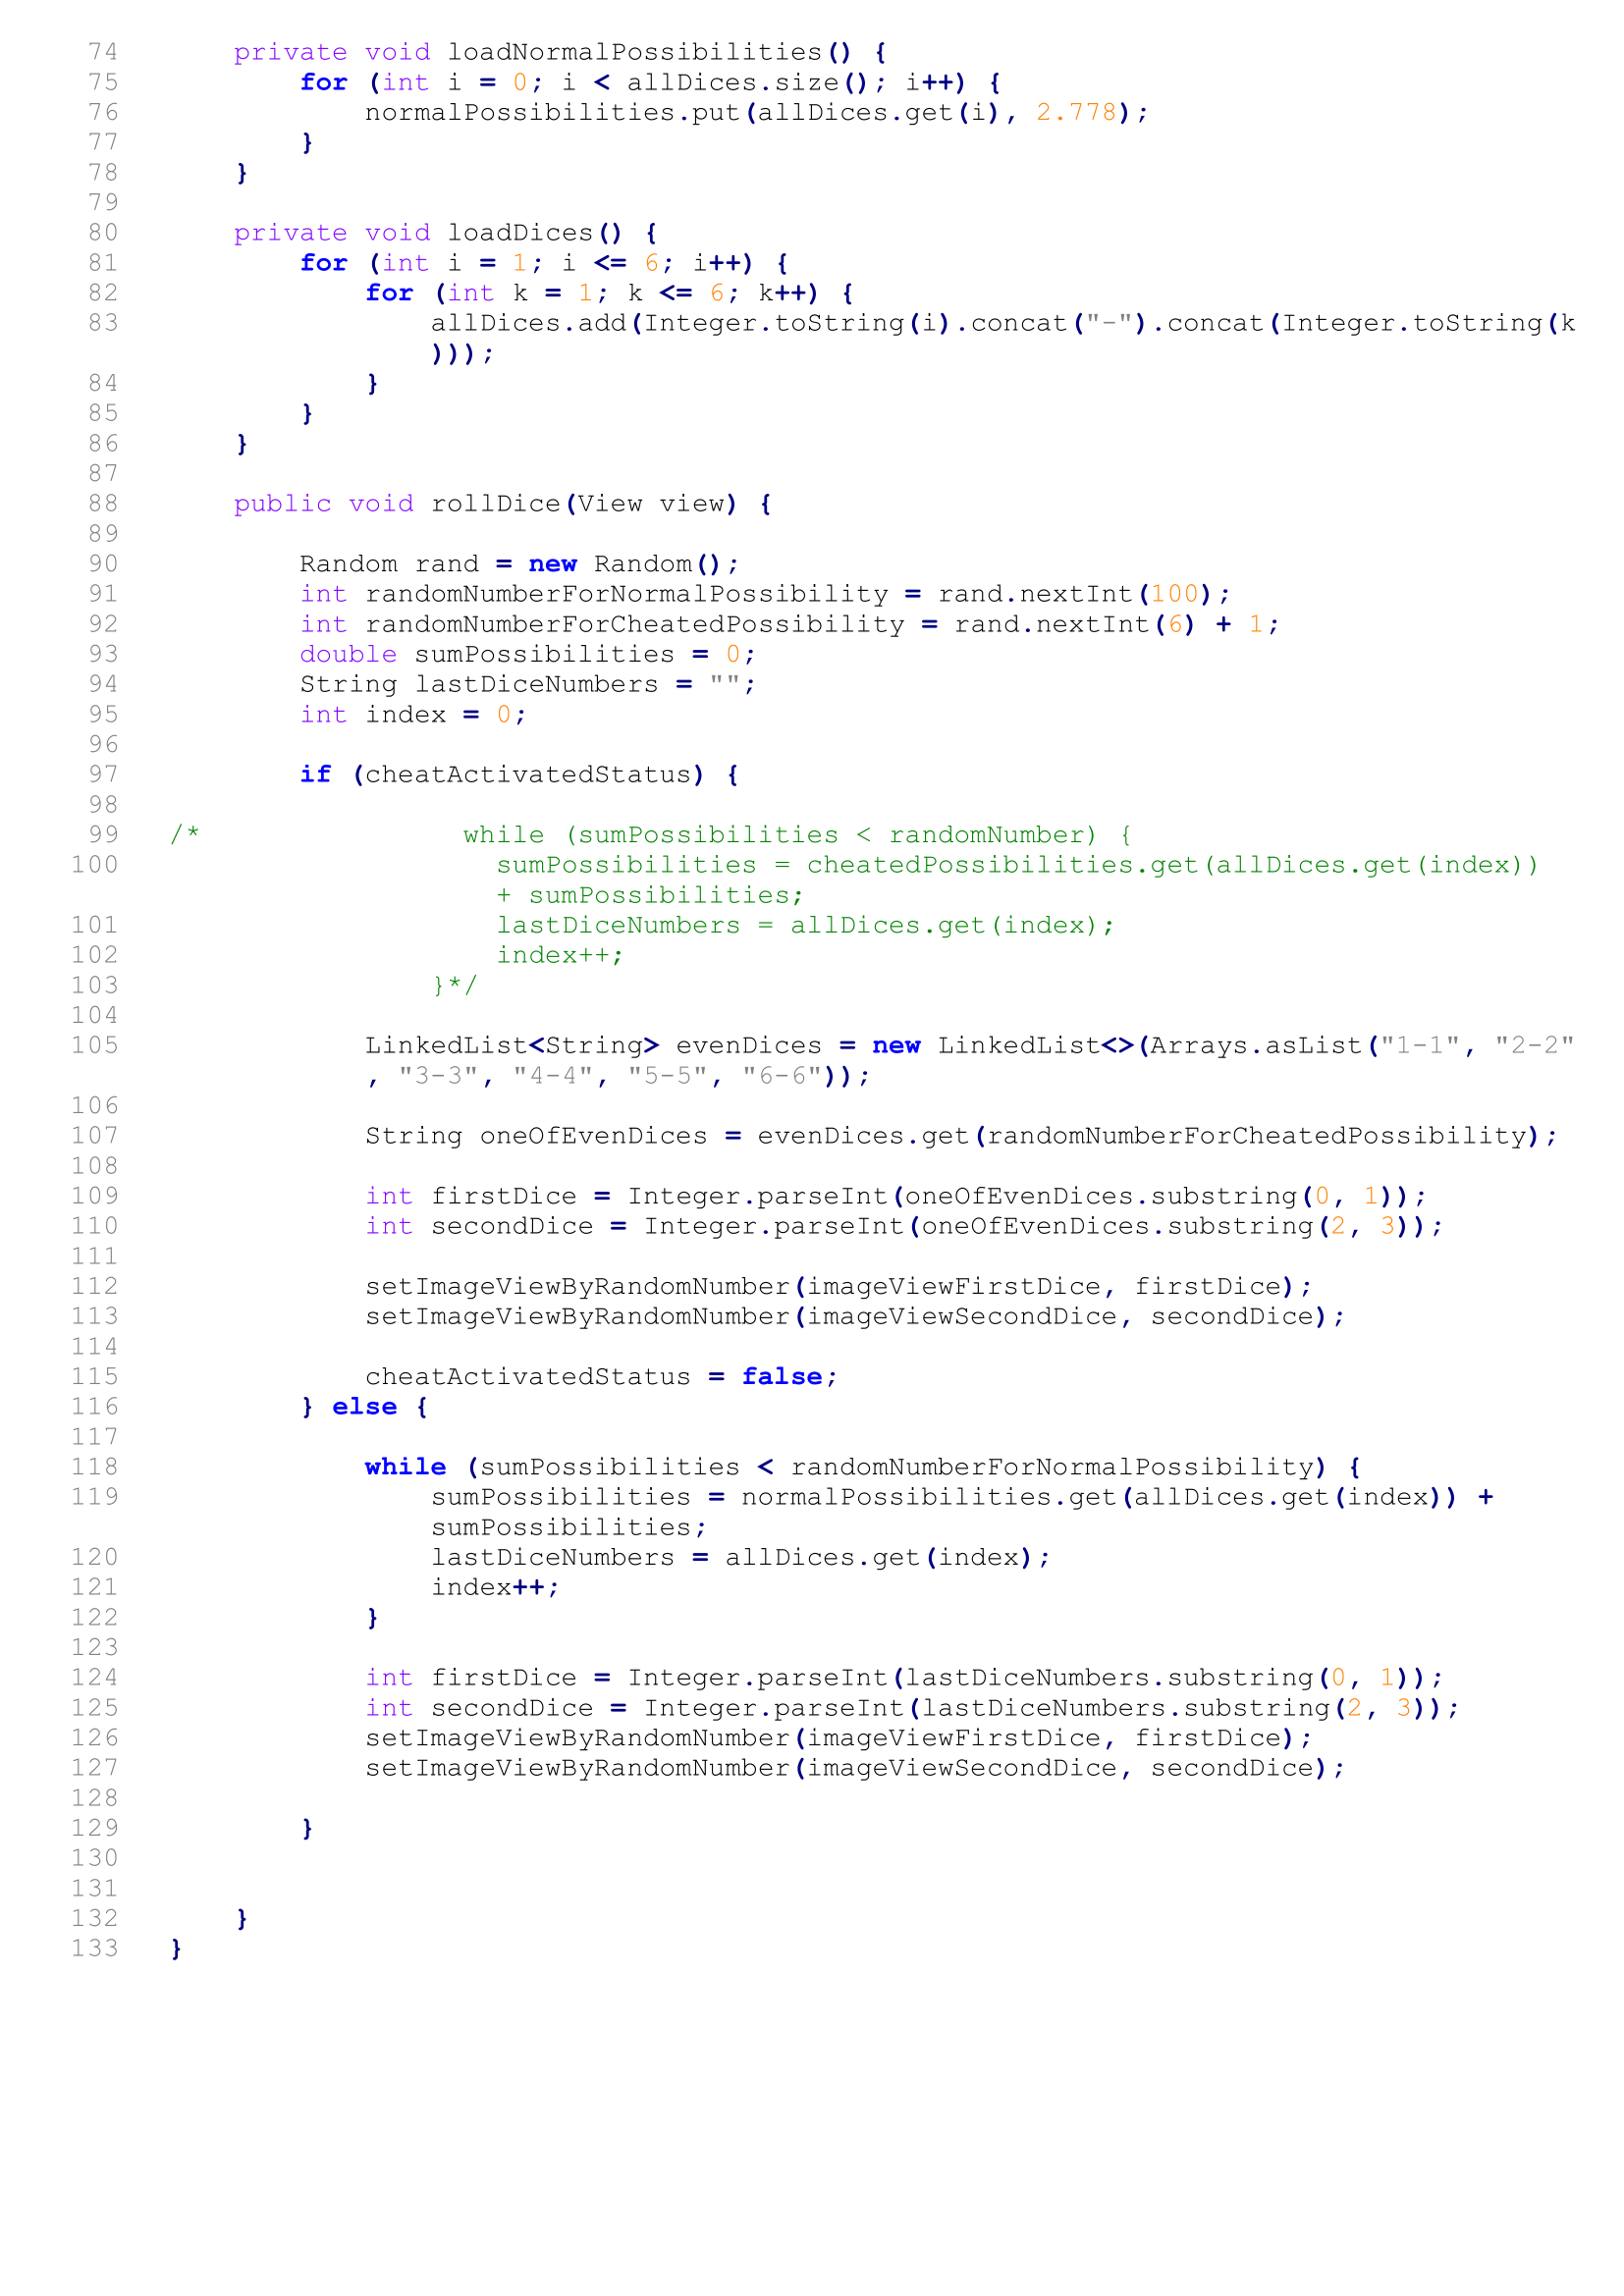 74 private void loadNormalPossibilities() {
75 for (int i = 0; i < allDices.size(); i++) {
76 normalPossibilities.put(allDices.get(i), 2.778);
77 }
78 }
79
80 private void loadDices() {
81 for (int i = 1; i <= 6; i++) {
82 for (int k = 1; k <= 6; k++) {
83 allDices.add(Integer.toString(i).concat("-").concat(Integer.toString(k
)));
84 }
85 }
86 }
87
88 public void rollDice(View view) {
89
90 Random rand = new Random();
91 int randomNumberForNormalPossibility = rand.nextInt(100);
92 int randomNumberForCheatedPossibility = rand.nextInt(6) + 1;
93 double sumPossibilities = 0;
94 String lastDiceNumbers = "";
95 int index = 0;
96
97 if (cheatActivatedStatus) {
98
99 /* while (sumPossibilities < randomNumber) {
100 sumPossibilities = cheatedPossibilities.get(allDices.get(index))
+ sumPossibilities;
101 lastDiceNumbers = allDices.get(index);
102 index++;
103 }*/
104
105 LinkedList<String> evenDices = new LinkedList<>(Arrays.asList("1-1", "2-2"
, "3-3", "4-4", "5-5", "6-6"));
106
107 String oneOfEvenDices = evenDices.get(randomNumberForCheatedPossibility);
108
109 int firstDice = Integer.parseInt(oneOfEvenDices.substring(0, 1));
110 int secondDice = Integer.parseInt(oneOfEvenDices.substring(2, 3));
111
112 setImageViewByRandomNumber(imageViewFirstDice, firstDice);
113 setImageViewByRandomNumber(imageViewSecondDice, secondDice);
114
115 cheatActivatedStatus = false;
116 } else {
117
118 while (sumPossibilities < randomNumberForNormalPossibility) {
119 sumPossibilities = normalPossibilities.get(allDices.get(index)) +
sumPossibilities;
120 lastDiceNumbers = allDices.get(index);
121 index++;
122 }
123
124 int firstDice = Integer.parseInt(lastDiceNumbers.substring(0, 1));
125 int secondDice = Integer.parseInt(lastDiceNumbers.substring(2, 3));
126 setImageViewByRandomNumber(imageViewFirstDice, firstDice);
127 setImageViewByRandomNumber(imageViewSecondDice, secondDice);
128
129 }
130
131
132 }
133 }